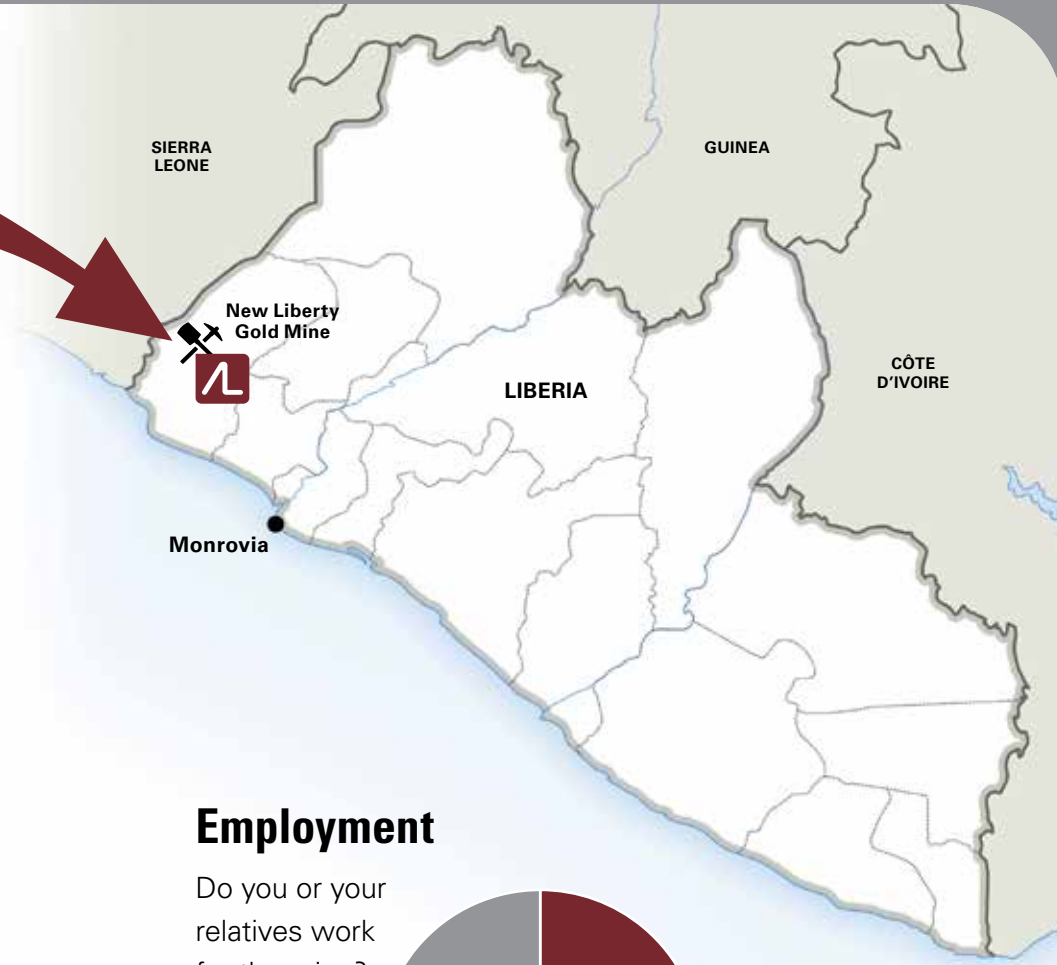 SIERRA
LEONE
GUINEA
New Liberty
Gold Mine
CÔTE
D'IVOIRE
LIBERIA
Monrovia
Employment
Do you or your
relatives work